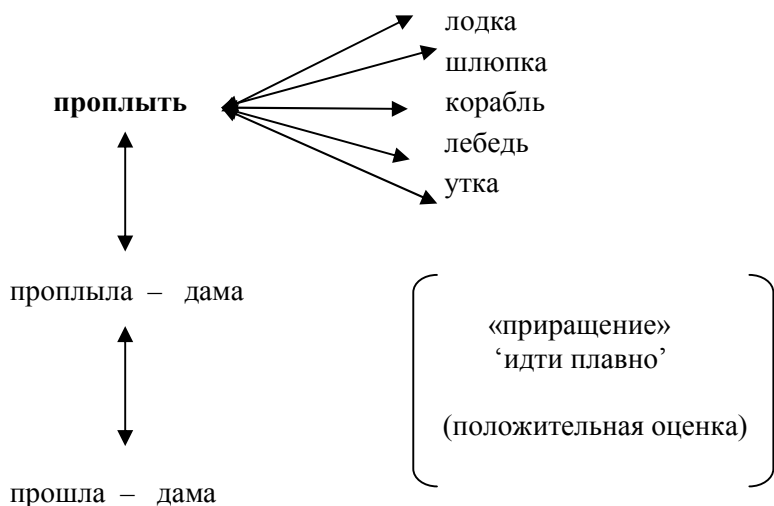 лодка
шлюпка
проплыть
корабль
лебедь
утка
проплыла – дама
«приращение»
‘идти плавно’
(положительная оценка)
прошла – дама